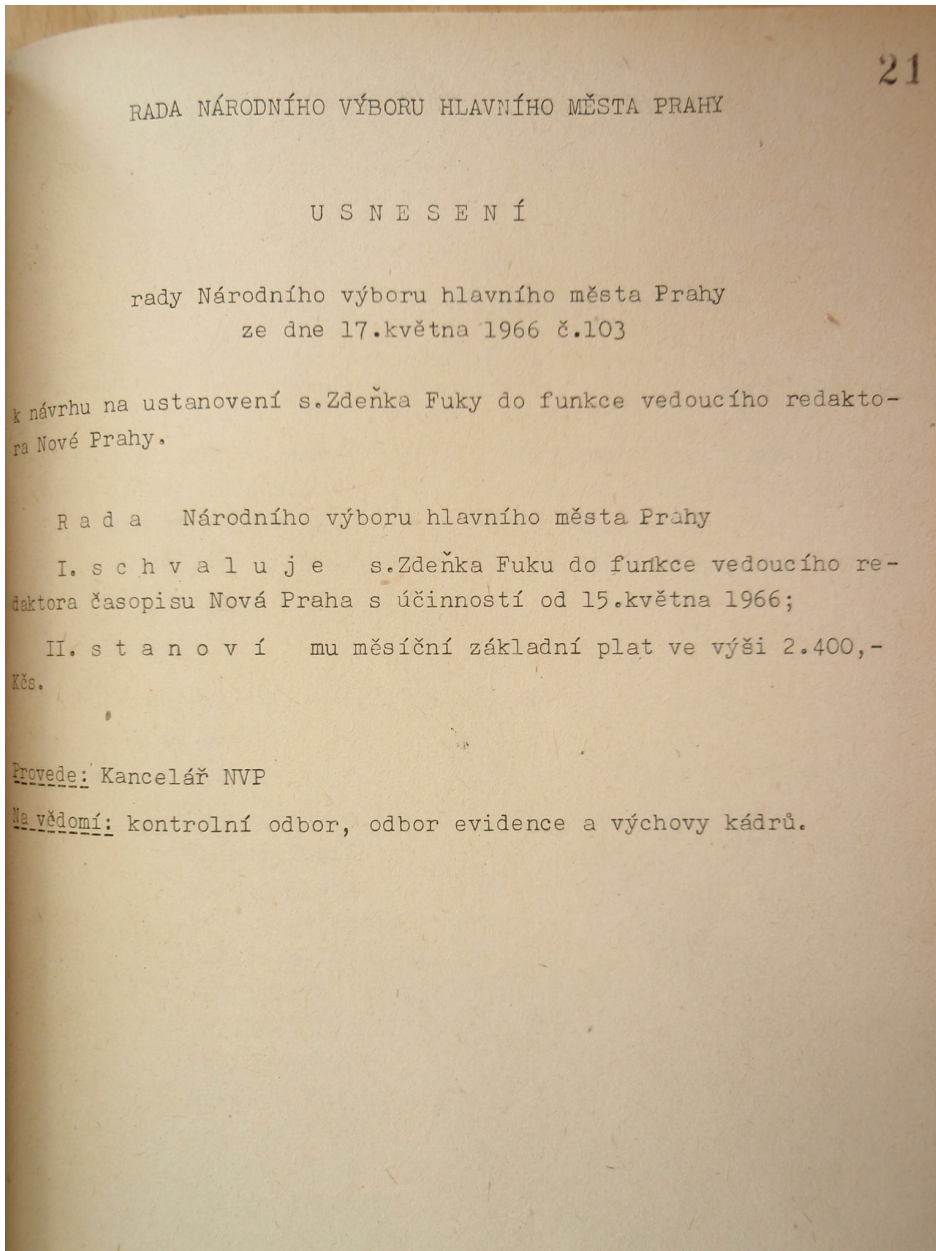 21
RADA NÁRODNÍHO VÝBORU HLAVNÍHO MĚSTA PRAHY
U S N E S E N Í
rady Národního výboru hlavního města Prahy
ze dne 17.května 1966 č.103
k návrhu na ustanovení s.Zdeňka Fuky do funkce vedoucího redakto-
ra Nové Prahy.
R a d a Národního výboru hlavního města Prahy
I. s c h v a l u j e s.Zdeňka Fuku do funkce vedoucího re-
daktora časopisu Nová Praha s účinností od 15.května 1966;
II. s t a n o v í mu měsíční základní plat ve výši 2.400,-
Kčs.
Provede: Kancelář NVP
Na vědomí: kontrolní odbor, odbor evidence a výchovy kádrů.